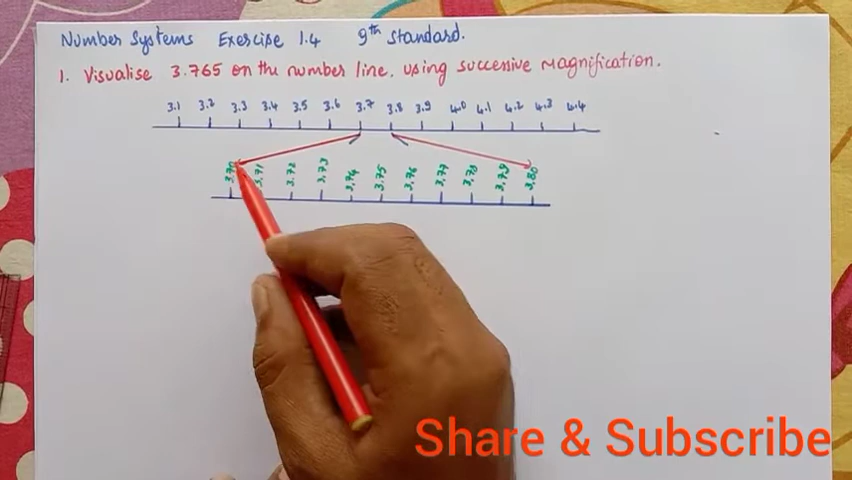 Number Systems Exercise 1.4 9th Standard.
1. Visualise 3.765 on the number line, using successive magnification.
3.1 3.2 3.3 3.4 3.5 3.6 3.7 3.8 3.9 4.0 4.1 4.2 4.3 4.4
3.70 3.71 3.72 3.73 3.74 3.75 3.76 3.77 3.78 3.79 3.80
Share & Subscribe